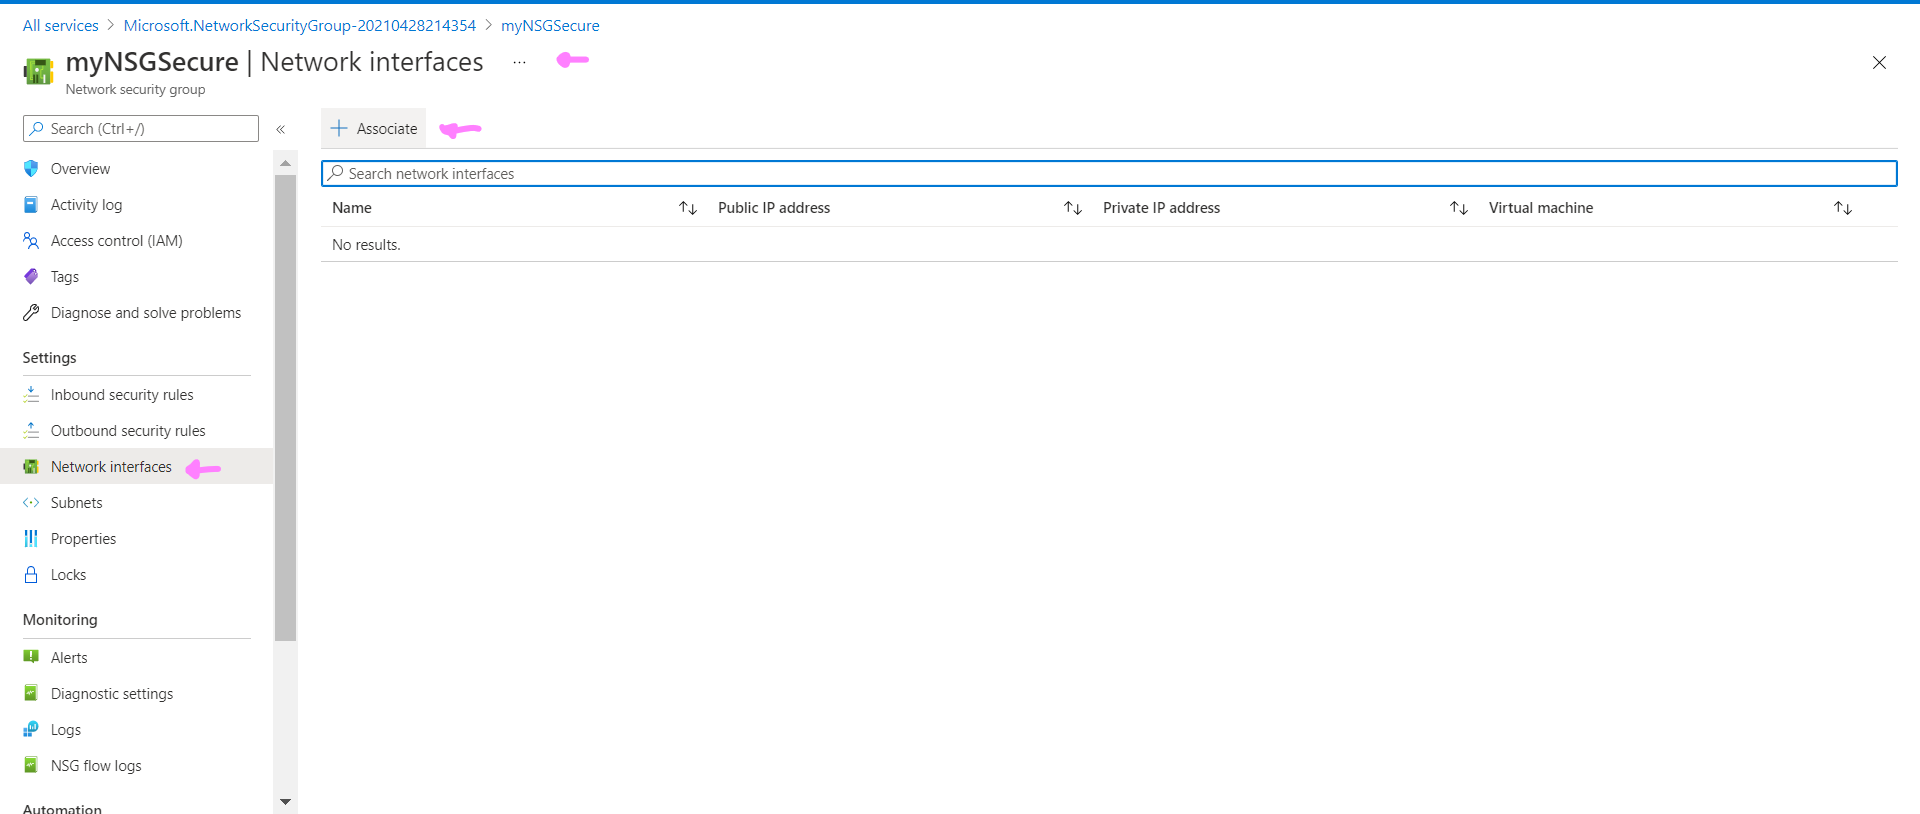 All services > Microsoft.NetworkSecurityGroup-20210428214354 > myNSGSecure
myNSGSecure | Network interfaces ...
Network security group
Search (Ctrl+/) «
Overview
Activity log
Access control (IAM)
Tags
Diagnose and solve problems
Settings
Inbound security rules
Outbound security rules
Network interfaces
Subnets
Properties
Locks
Monitoring
Alerts
Diagnostic settings
Logs
NSG flow logs
Automation
+ Associate
Search network interfaces
Name Public IP address Private IP address Virtual machine
No results.